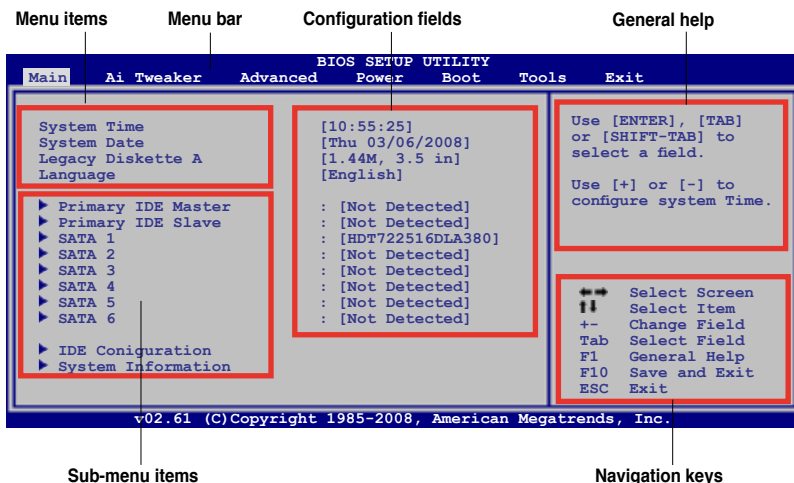 Menu items Menu bar Configuration fields General help
BIOS SETUP UTILITY
Main Ai Tweaker Advanced Power Boot Tools Exit
System Time [10:55:25]
System Date [Thu 03/06/2008]
Legacy Diskette A [1.44M, 3.5 in]
Language [English]
Primary IDE Master : [Not Detected]
Primary IDE Slave : [Not Detected]
SATA 1 : [HDT722516DLA380]
SATA 2 : [Not Detected]
SATA 3 : [Not Detected]
SATA 4 : [Not Detected]
SATA 5 : [Not Detected]
SATA 6 : [Not Detected]
IDE Coniguration
System Information
Use [ENTER], [TAB]
or [SHIFT-TAB] to
select a field.
Use [+] or [-] to
configure system Time.
Select Screen
Select Item
+- Change Field
Tab Select Field
F1 General Help
F10 Save and Exit
ESC Exit
v02.61 (C)Copyright 1985-2008, American Megatrends, Inc.
Sub-menu items Navigation keys